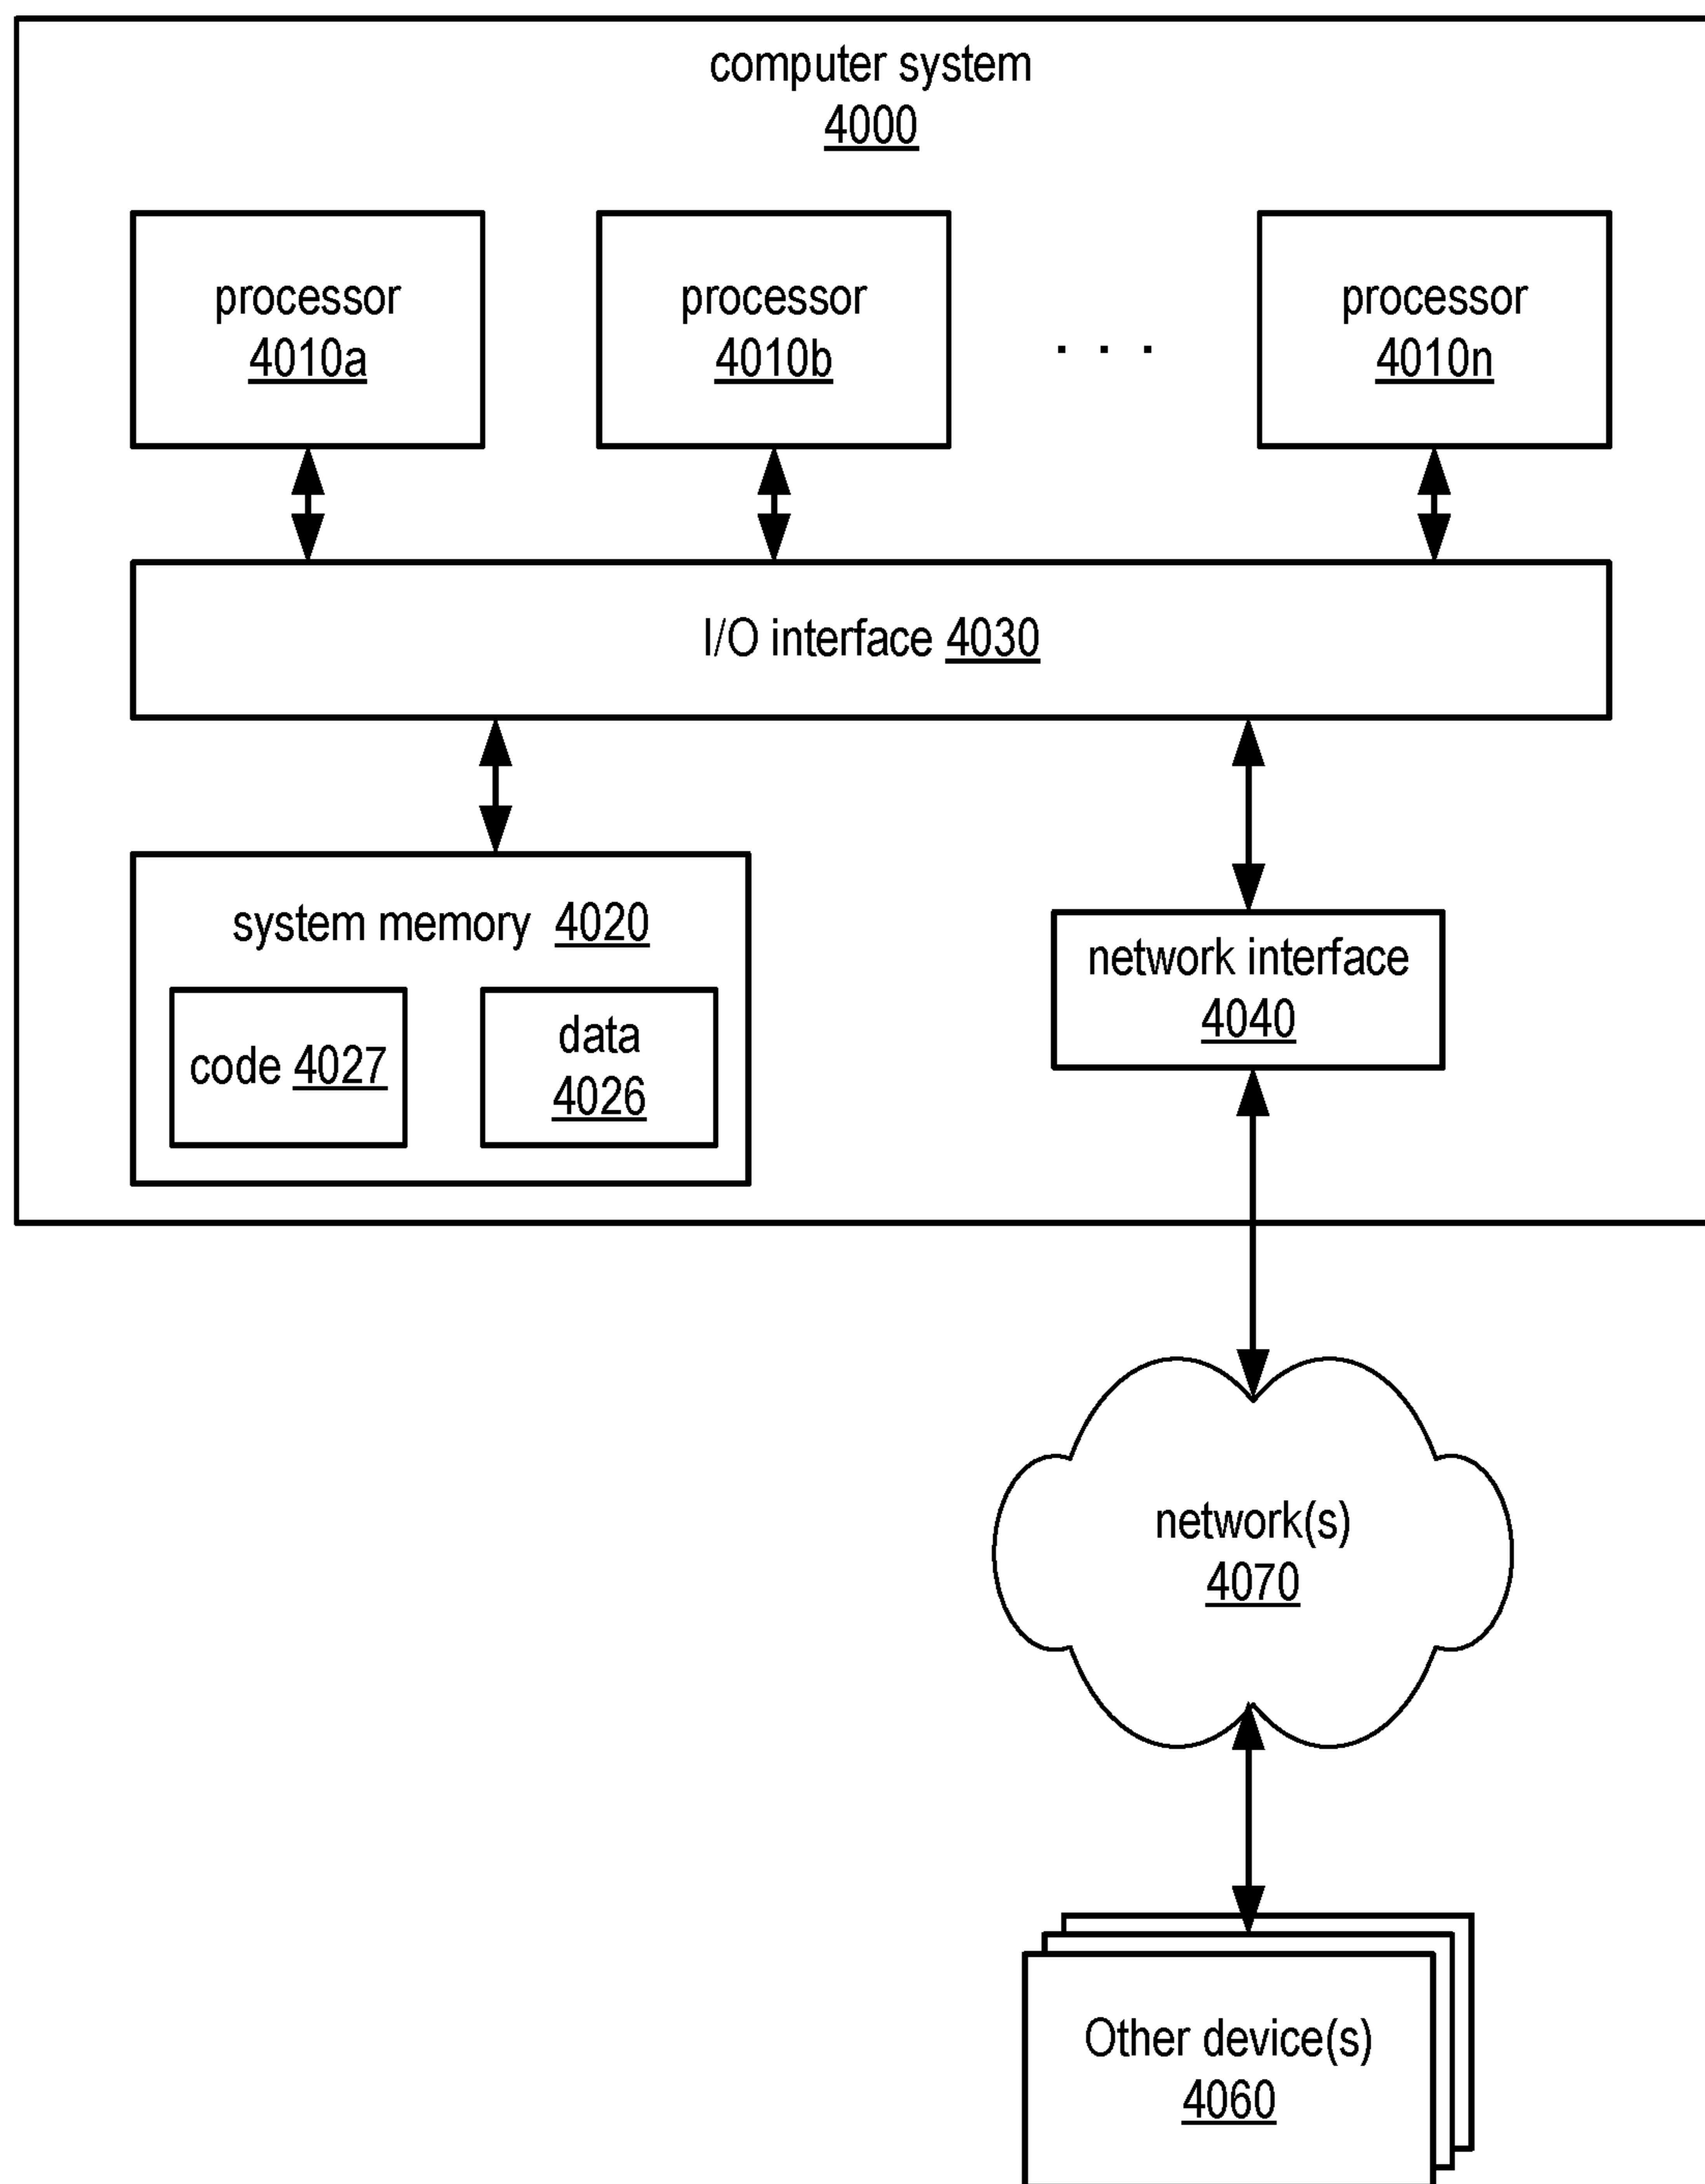 computer system
4000
processor
4010a
processor
4010b
. . .
processor
4010n
I/O interface 4030
system memory 4020
code 4027
data
4026
network interface
4040
network(s)
4070
Other device(s)
4060